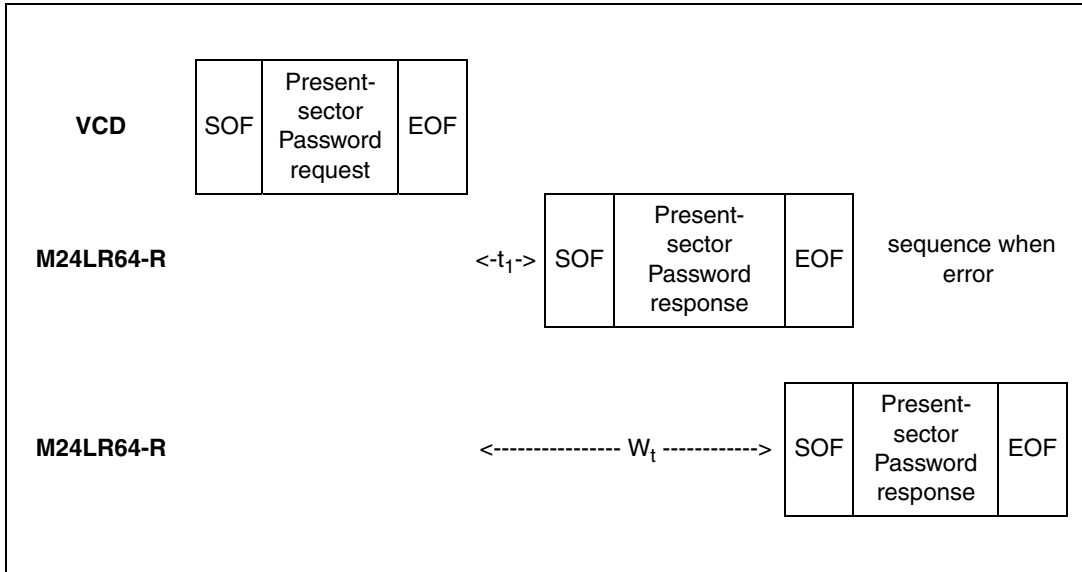 VCD
SOF
Present-
sector
Password
request
EOF
M24LR64-R
<-t1->
SOF
Present-
sector
Password
response
EOF
sequence when
error
M24LR64-R
<---------------- Wt ------------>
SOF
Present-
sector
Password
response
EOF